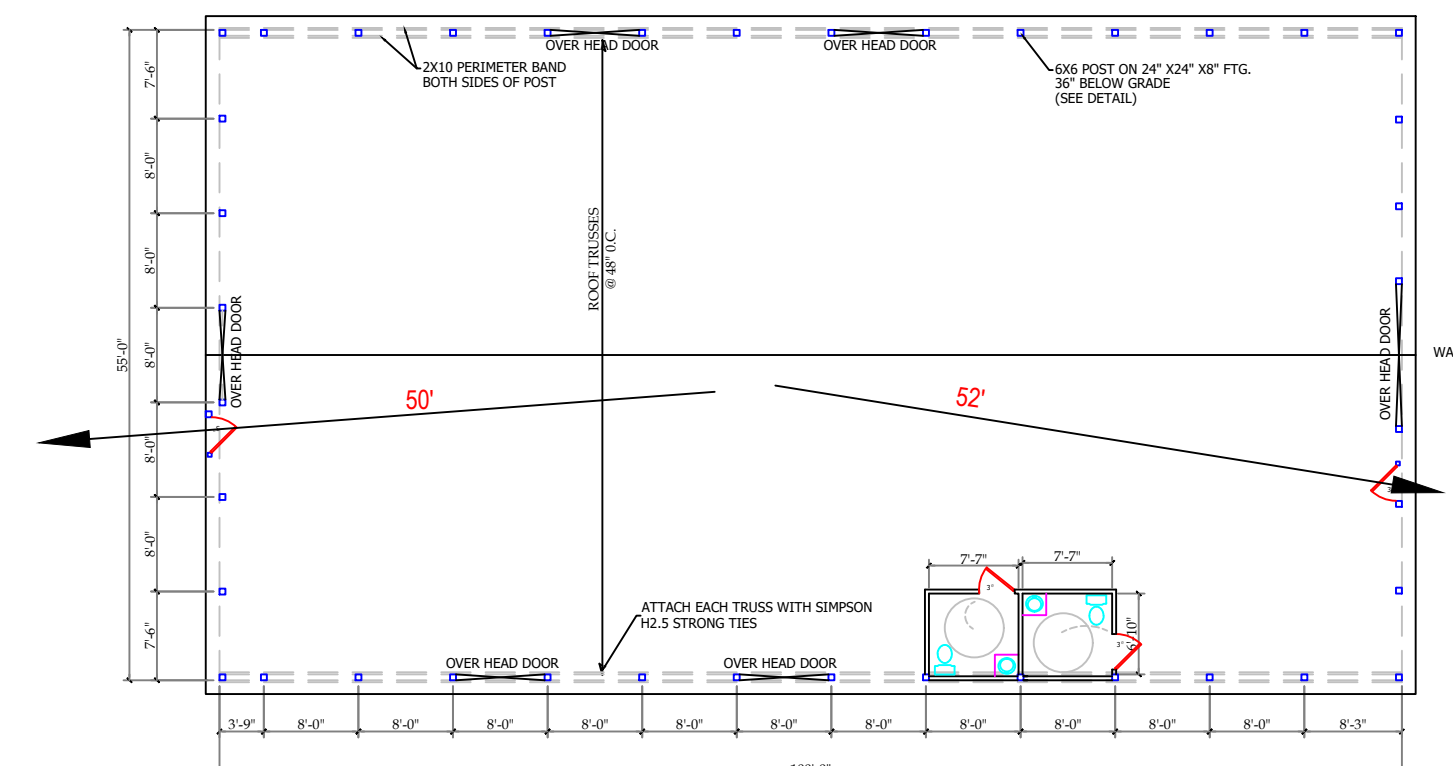 OVER HEAD DOOR
OVER HEAD DOOR
2X10 PERIMETER BAND
BOTH SIDES OF POST
6X6 POST ON 24" X24" X8" FTG.
36" BELOW GRADE
(SEE DETAIL)
7'-6"
8'-0"
8'-0"
8'-0"
8'-0"
8'-0"
7'-6"
55'-0"
ROOF TRUSSES
@ 48" O.C.
OVER HEAD DOOR
OVER HEAD DOOR
WA
50'
52'
7'-7"
7'-7"
3°
3°
6'-10"
ATTACH EACH TRUSS WITH SIMPSON
H2.5 STRONG TIES
OVER HEAD DOOR
OVER HEAD DOOR
3'-9"
8'-0"
8'-0"
8'-0"
8'-0"
8'-0"
8'-0"
8'-0"
8'-0"
8'-0"
8'-0"
8'-0"
8'-3"